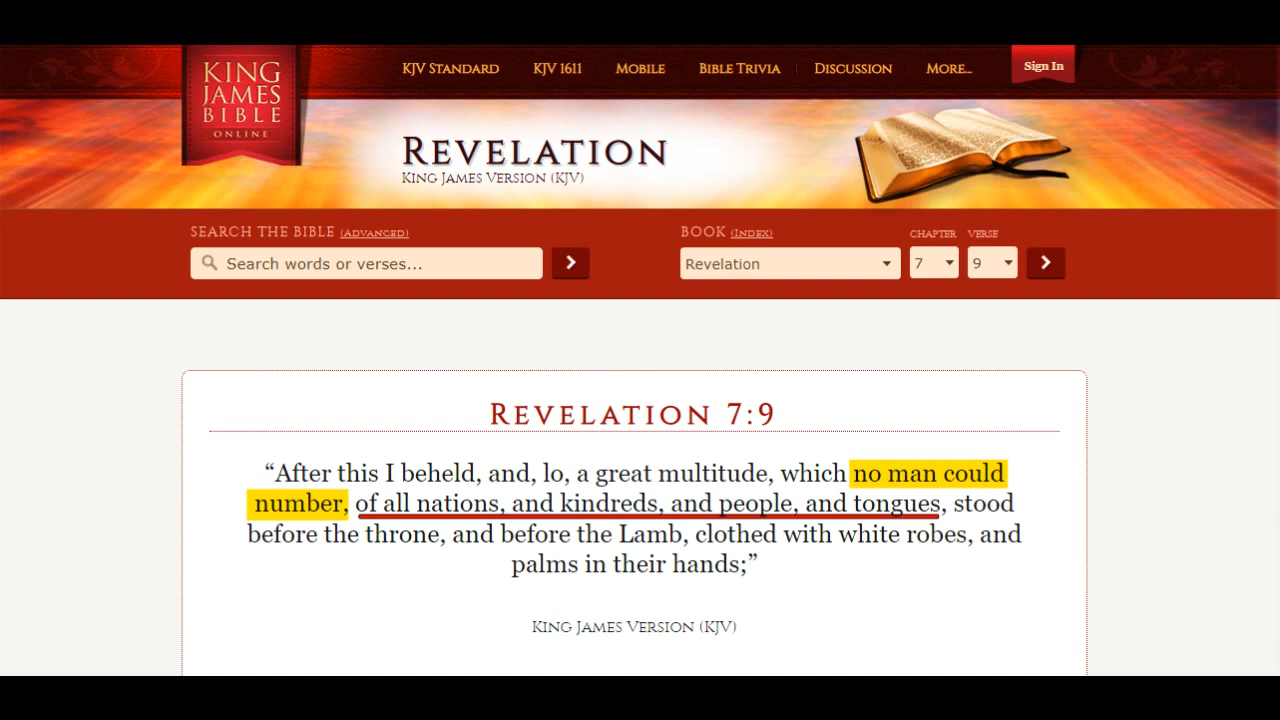 KING
JAMES
BIBLE
ONLINE
KJV STANDARD KJV 1611 MOBILE BIBLE TRIVIA DISCUSSION MORE... Sign In
REVELATION
KING JAMES VERSION (KJV)
SEARCH THE BIBLE (ADVANCED) BOOK (INDEX) CHAPTER VERSE
Search words or verses... Revelation 7 9
REVELATION 7:9
“After this I beheld, and, lo, a great multitude, which no man could
number, of all nations, and kindreds, and people, and tongues, stood
before the throne, and before the Lamb, clothed with white robes, and
palms in their hands;”
KING JAMES VERSION (KJV)